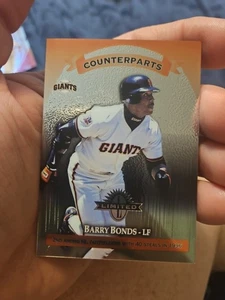 COUNTERPARTS
GIANTS
GIANTS
LIMITED
BARRY BONDS - LF